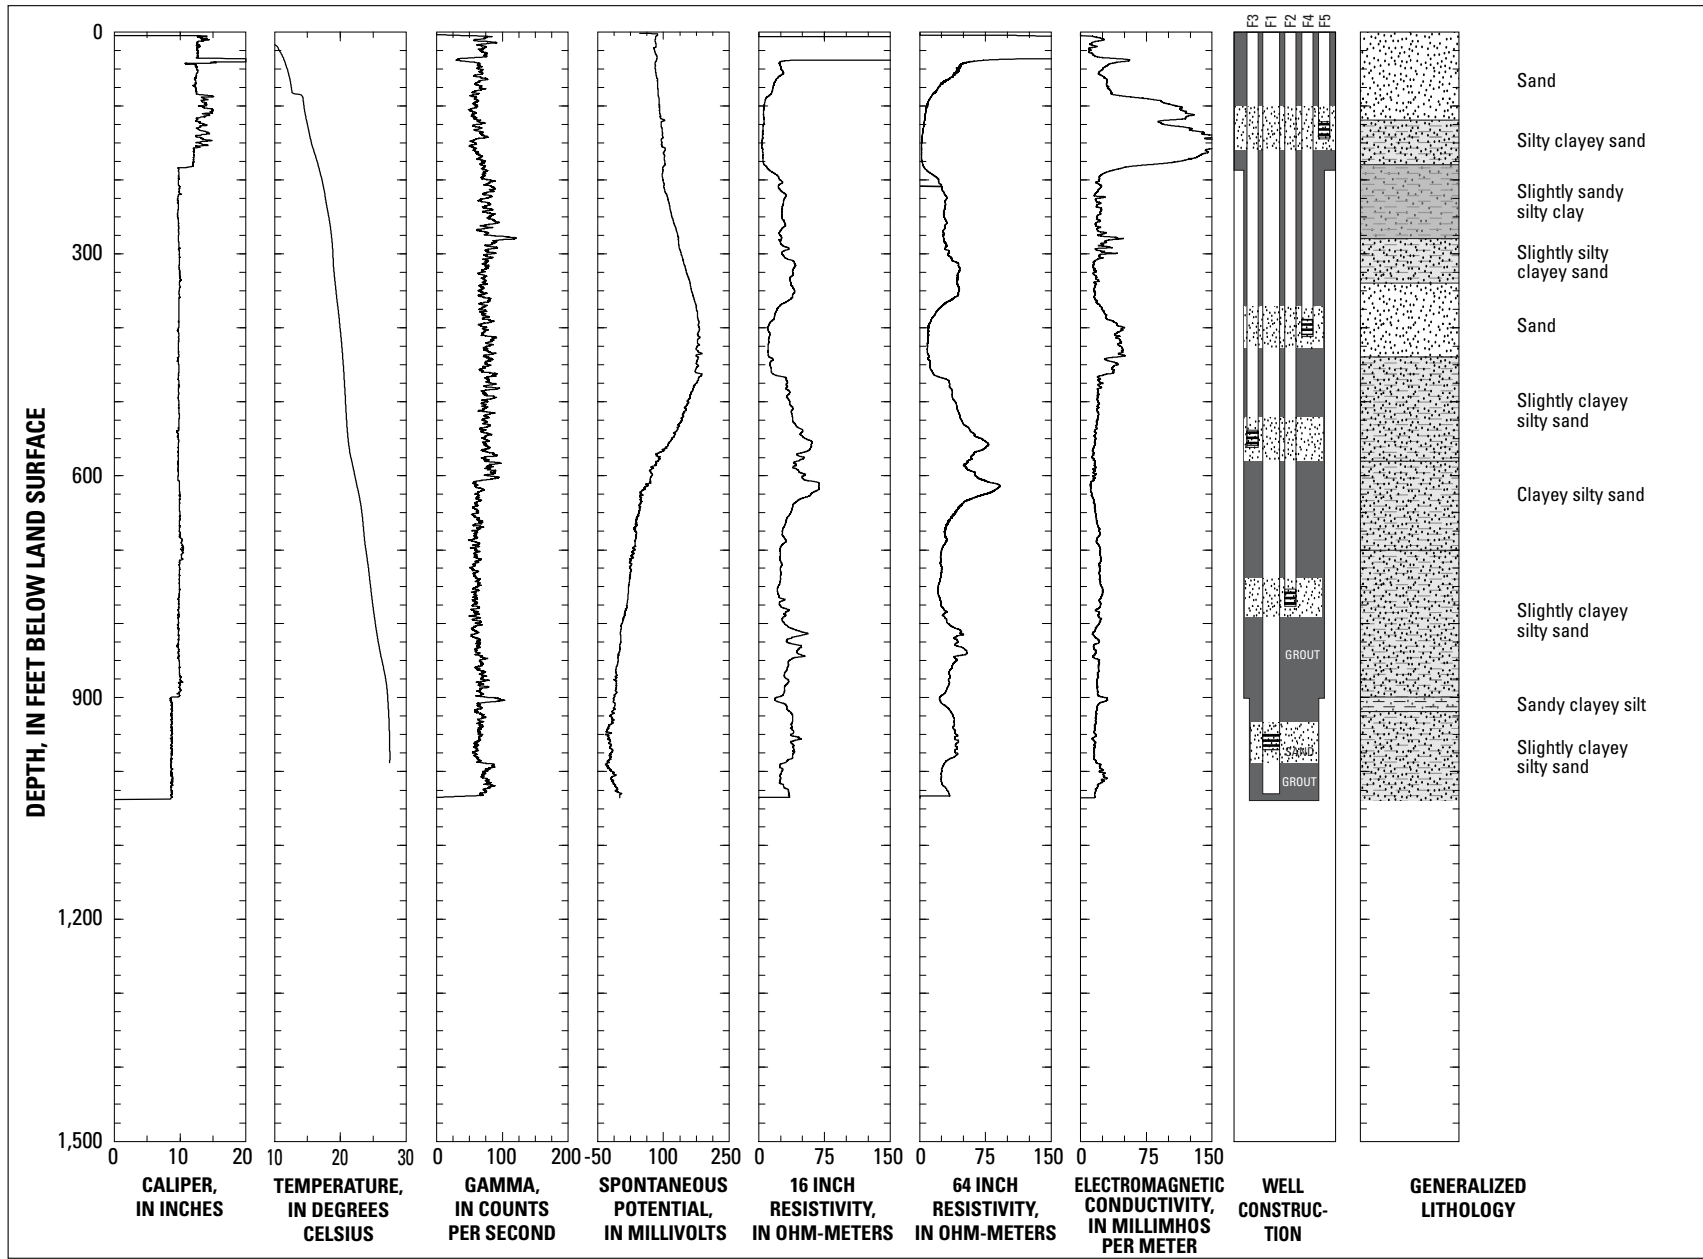 F3 F1 F2 F4 F5
0
300
600
900
1,200
1,500
DEPTH, IN FEET BELOW LAND SURFACE
Sand
Silty clayey sand
Slightly sandy
silty clay
Slightly silty
clayey sand
Sand
Slightly clayey
silty sand
Clayey silty sand
Slightly clayey
silty sand
Sandy clayey silt
Slightly clayey
silty sand
GROUT
SAND
GROUT
0 10 20
CALIPER,
IN INCHES
10 20 30
TEMPERATURE,
IN DEGREES
CELSIUS
0 100 200
GAMMA,
IN COUNTS
PER SECOND
-50 100 250
SPONTANEOUS
POTENTIAL,
IN MILLIVOLTS
0 75 150
16 INCH
RESISTIVITY,
IN OHM-METERS
0 75 150
64 INCH
RESISTIVITY,
IN OHM-METERS
0 75 150
ELECTROMAGNETIC
CONDUCTIVITY,
IN MILLIMHOS
PER METER
WELL
CONSTRUC-
TION
GENERALIZED
LITHOLOGY